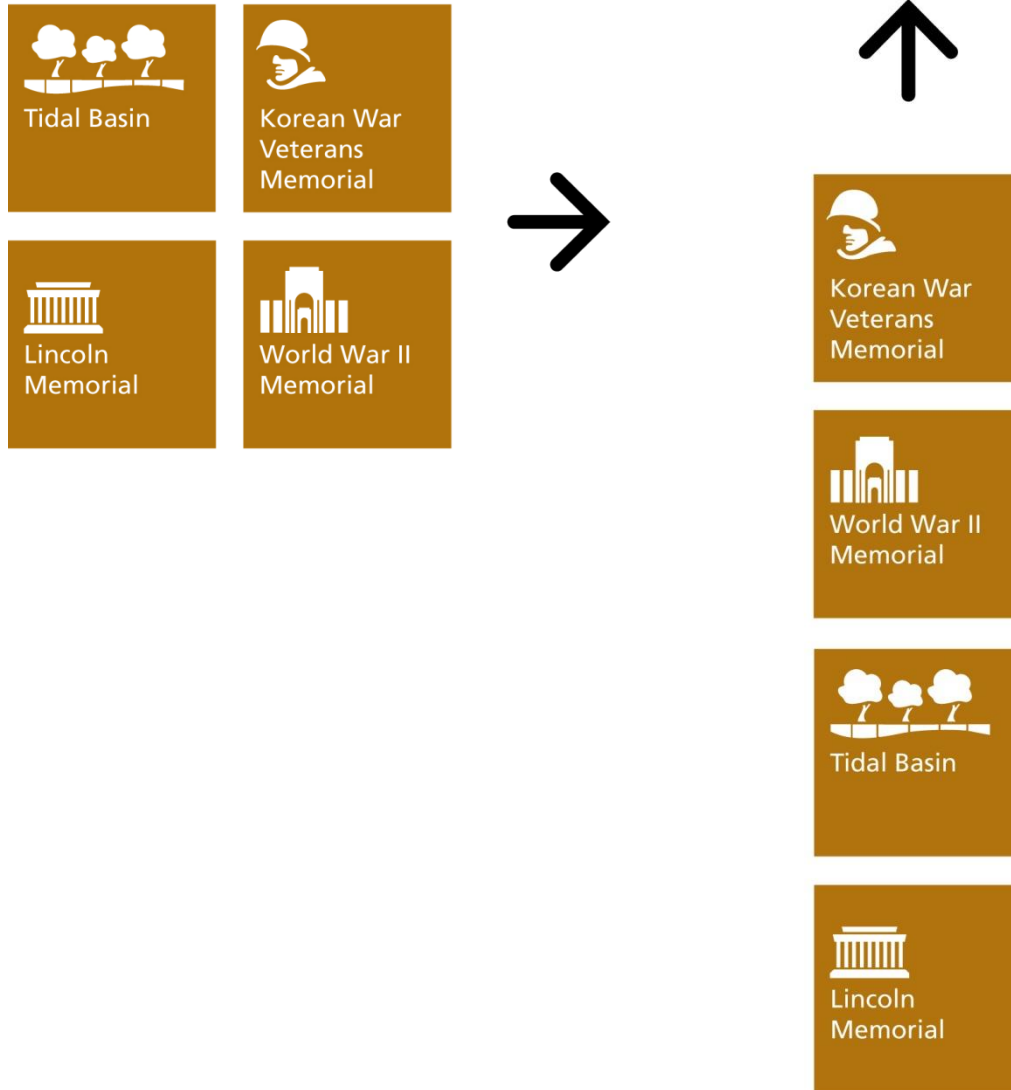 Tidal Basin
Korean War
Veterans
Memorial
Lincoln
Memorial
World War II
Memorial
Korean War
Veterans
Memorial
World War II
Memorial
Tidal Basin
Lincoln
Memorial